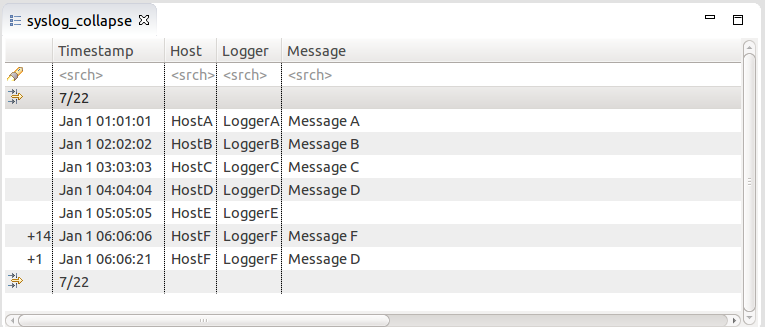 syslog_collapse
Timestamp Host Logger Message
<srch> <srch> <srch> <srch>
7/22
Jan 1 01:01:01 HostA LoggerA Message A
Jan 1 02:02:02 HostB LoggerB Message B
Jan 1 03:03:03 HostC LoggerC Message C
Jan 1 04:04:04 HostD LoggerD Message D
Jan 1 05:05:05 HostE LoggerE
+14 Jan 1 06:06:06 HostF LoggerF Message F
+1 Jan 1 06:06:21 HostF LoggerF Message D
7/22